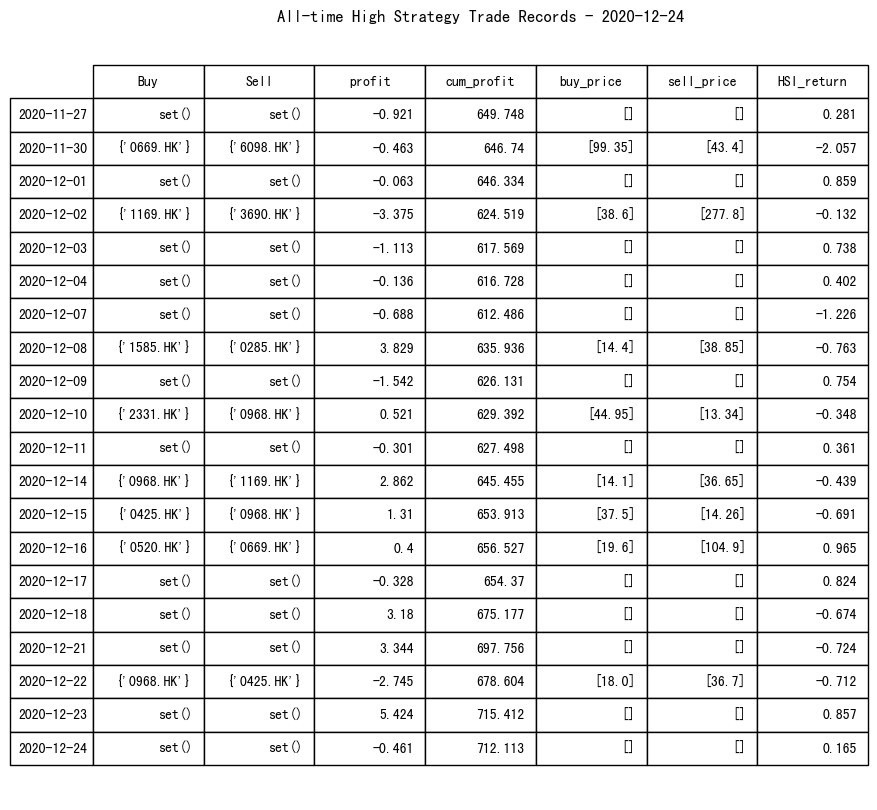 All-time High Strategy Trade Records - 2020-12-24
Buy Sell profit cum_profit buy_price sell_price HSI_return
2020-11-27 set() set() -0.921 649.748 [] [] 0.281
2020-11-30 {'0669.HK'} {'6098.HK'} -0.463 646.74 [99.35] [43.4] -2.057
2020-12-01 set() set() -0.063 646.334 [] [] 0.859
2020-12-02 {'1169.HK'} {'3690.HK'} -3.375 624.519 [38.6] [277.8] -0.132
2020-12-03 set() set() -1.113 617.569 [] [] 0.738
2020-12-04 set() set() -0.136 616.728 [] [] 0.402
2020-12-07 set() set() -0.688 612.486 [] [] -1.226
2020-12-08 {'1585.HK'} {'0285.HK'} 3.829 635.936 [14.4] [38.85] -0.763
2020-12-09 set() set() -1.542 626.131 [] [] 0.754
2020-12-10 {'2331.HK'} {'0968.HK'} 0.521 629.392 [44.95] [13.34] -0.348
2020-12-11 set() set() -0.301 627.498 [] [] 0.361
2020-12-14 {'0968.HK'} {'1169.HK'} 2.862 645.455 [14.1] [36.65] -0.439
2020-12-15 {'0425.HK'} {'0968.HK'} 1.31 653.913 [37.5] [14.26] -0.691
2020-12-16 {'0520.HK'} {'0669.HK'} 0.4 656.527 [19.6] [104.9] 0.965
2020-12-17 set() set() -0.328 654.37 [] [] 0.824
2020-12-18 set() set() 3.18 675.177 [] [] -0.674
2020-12-21 set() set() 3.344 697.756 [] [] -0.724
2020-12-22 {'0968.HK'} {'0425.HK'} -2.745 678.604 [18.0] [36.7] -0.712
2020-12-23 set() set() 5.424 715.412 [] [] 0.857
2020-12-24 set() set() -0.461 712.113 [] [] 0.165